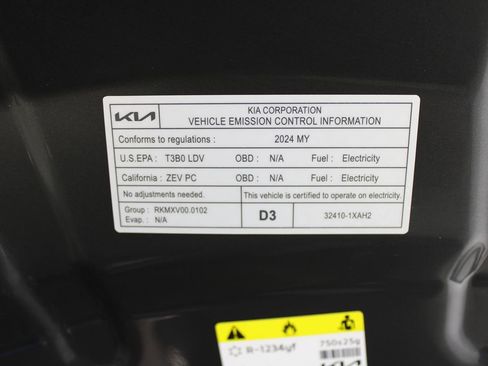 KIA
KIA CORPORATION
VEHICLE EMISSION CONTROL INFORMATION
Conforms to regulations : 2024 MY
U.S.EPA : T3B0 LDV OBD : N/A Fuel : Electricity
California : ZEV PC OBD : N/A Fuel : Electricity
No adjustments needed. This vehicle is certified to operate on electricity.
Group : RKMXV00.0102
Evap. : N/A
D3
32410-1XAH2
R-1234yf
750±25g